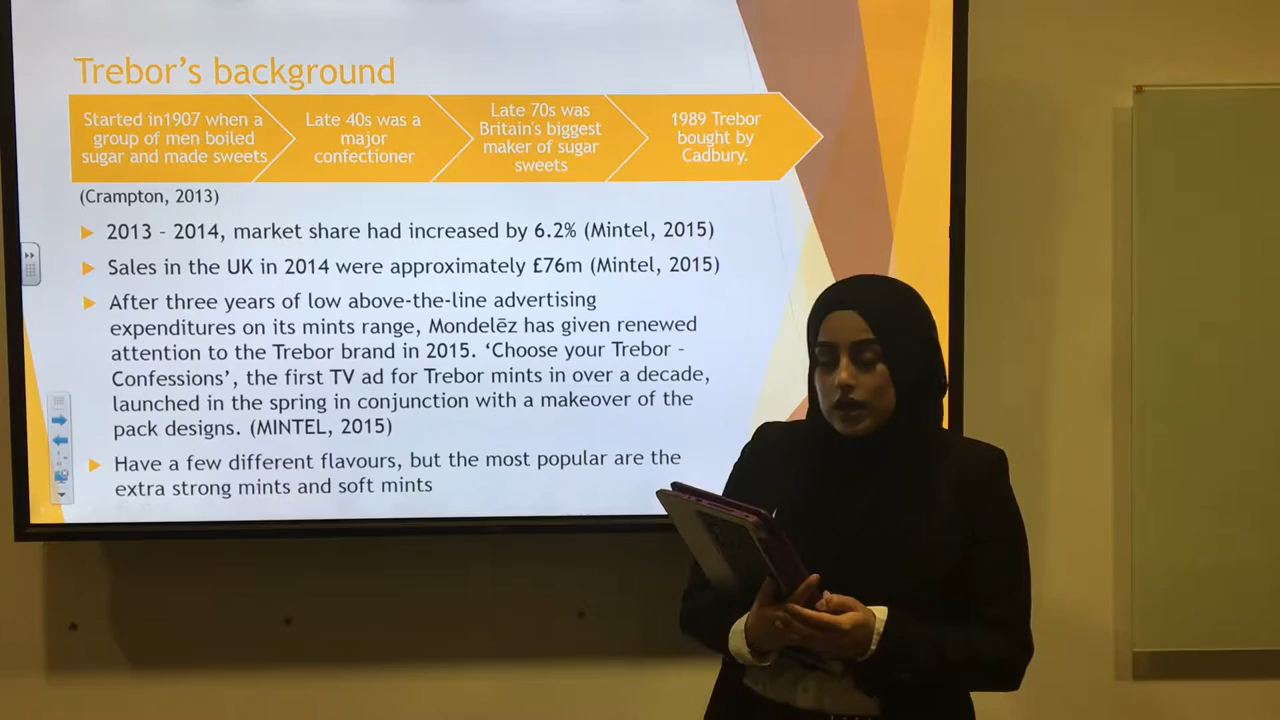 Trebor's background
Started in1907 when a
group of men boiled
sugar and made sweets
Late 40s was a
major
confectioner
Late 70s was
Britain's biggest
maker of sugar
sweets
1989 Trebor
bought by
Cadbury.
(Crampton, 2013)
2013 - 2014, market share had increased by 6.2% (Mintel, 2015)
Sales in the UK in 2014 were approximately £76m (Mintel, 2015)
After three years of low above-the-line advertising
expenditures on its mints range, Mondelēz has given renewed
attention to the Trebor brand in 2015. ‘Choose your Trebor -
Confessions’, the first TV ad for Trebor mints in over a decade,
launched in the spring in conjunction with a makeover of the
pack designs. (MINTEL, 2015)
Have a few different flavours, but the most popular are the
extra strong mints and soft mints